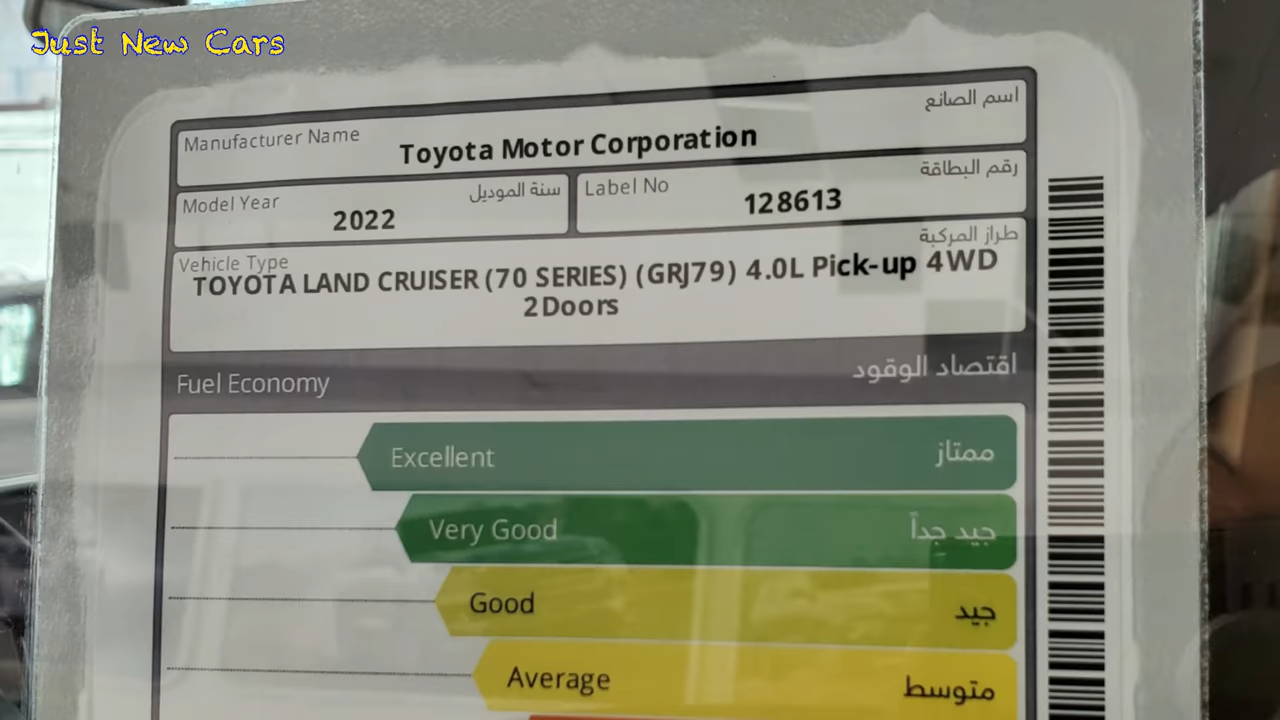 Just New Cars
Manufacturer Name
اسم الصانع
Toyota Motor Corporation
Model Year
سنة الموديل
2022
Label No
رقم البطاقة
128613
Vehicle Type
طراز المركبة
TOYOTA LAND CRUISER (70 SERIES) (GRJ79) 4.0L Pick-up 4WD
2Doors
Fuel Economy
اقتصاد الوقود
Excellent
ممتاز
Very Good
جيد جداً
Good
جيد
Average
متوسط